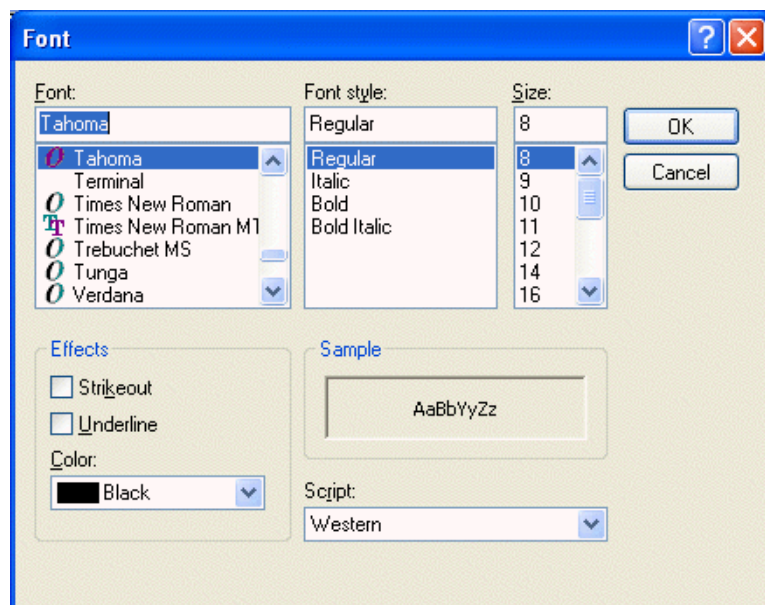 Font
Font:
Tahoma
Tahoma
Terminal
Times New Roman
Times New Roman MT
Trebuchet MS
Tunga
Verdana
Font style:
Regular
Regular
Italic
Bold
Bold Italic
Size:
8
8
9
10
11
12
14
16
OK
Cancel
Effects
Strikeout
Underline
Color:
Black
Sample
AaBbYyZz
Script:
Western